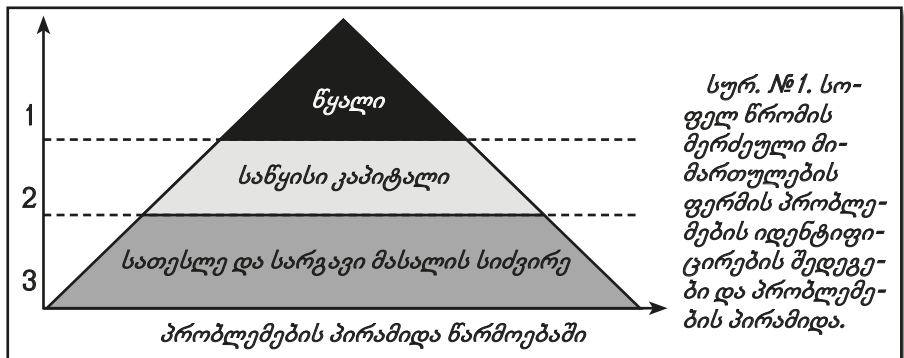 1
წყალი
2
საწყისი კაპიტალი
3
სათესლე და სარგავი მასალის სიძვირე
პრობლემების პირამიდა წარმოებაში
სურ. №1. სო-
ფელ წრომის
მერძეული მი-
მართულების
ფერმის პრობლე-
მების იდენტიფი-
ცირების შედეგე-
ბი და პრობლემე-
ბის პირამიდა.